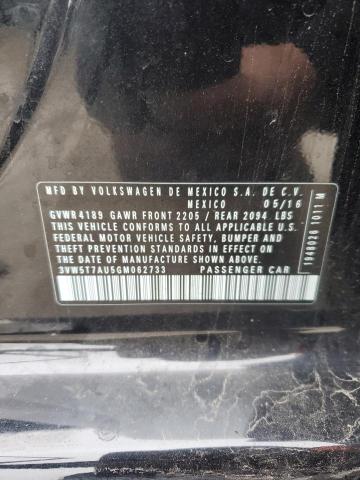 MFD BY VOLKSWAGEN DE MEXICO S.A. DE C.V.
MEXICO 05/16
GVWR 4189 GAWR FRONT 2205 / REAR 2094 LBS
THIS VEHICLE CONFORMS TO ALL APPLICABLE U.S.
FEDERAL MOTOR VEHICLE SAFETY, BUMPER AND
THEFT PREVENTION STANDARDS IN EFFECT ON THE
DATE OF MANUFACTURE SHOWN ABOVE
3VW5T7AU5GM062733 PASSENGER CAR